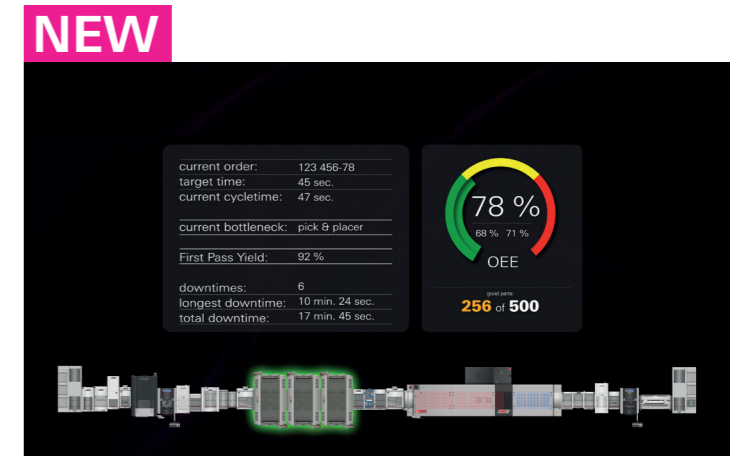 NEW
current order: 123 456-78
target time: 45 sec.
current cycletime: 47 sec.
current bottleneck: pick & placer
First Pass Yield: 92 %
downtimes: 6
longest downtime: 10 min. 24 sec.
total downtime: 17 min. 45 sec.
78 %
68 % 71 %
OEE
good parts
256 of 500